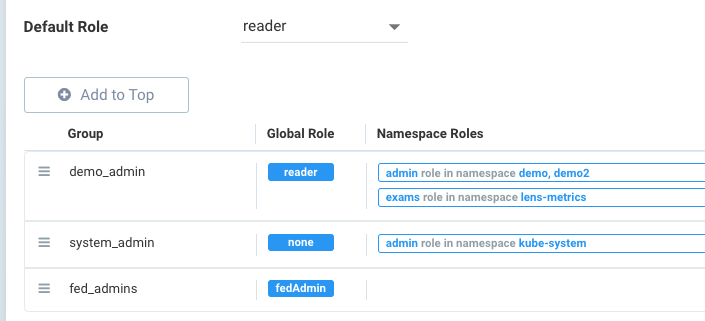 Default Role reader
Add to Top
Group Global Role Namespace Roles
demo_admin reader admin role in namespace demo, demo2
exams role in namespace lens-metrics
system_admin none admin role in namespace kube-system
fed_admins fedAdmin